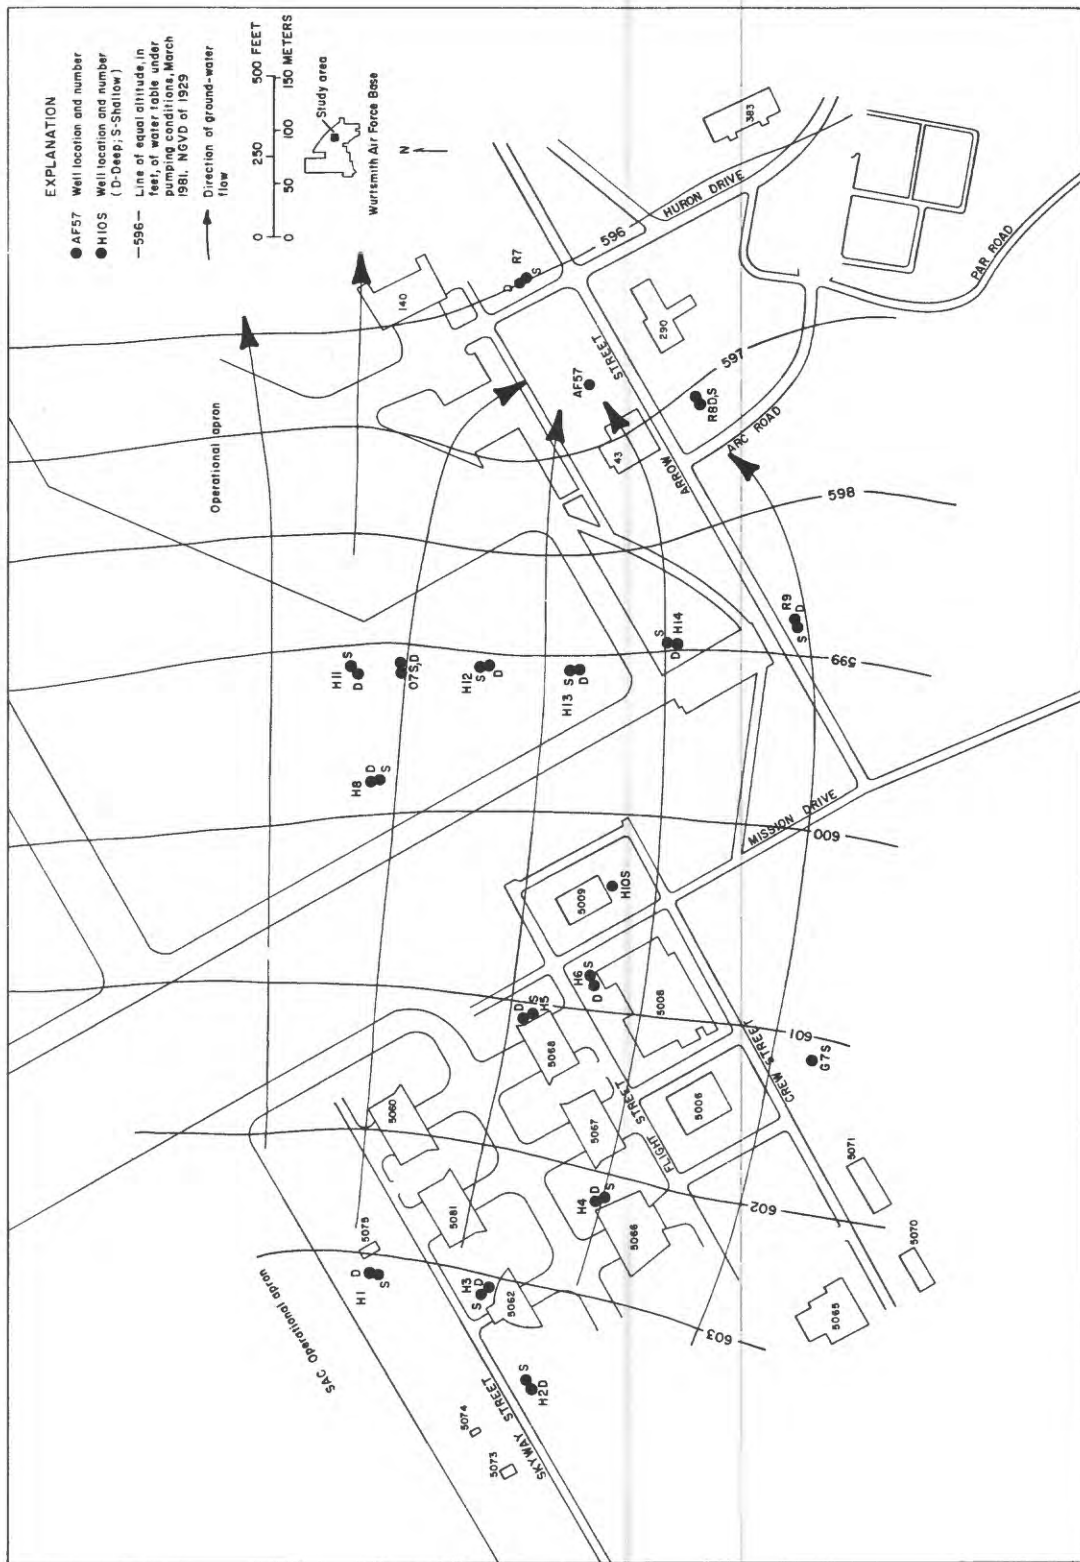 EXPLANATION
AF57 Well location and number
H10S Well location and number
(D-Deep; S-Shallow)
—596— Line of equal altitude, in
feet, of water table under
pumping conditions, March
1981. NGVD of 1929
Direction of ground-water
flow
0 250 500 FEET
0 50 100 150 METERS
Study area
Wurtsmith Air Force Base
N
Operational apron
SAC Operational apron
140
383
290
43
HURON DRIVE
PAR ROAD
ARROW STREET
ARC ROAD
MISSION DRIVE
CREW STREET
FLIGHT STREET
SKYWAY STREET
596
597
598
599
600
601
602
603
D S R7
AF57
R8D,S
R9
S D
S
D H14
H11 S
D
O7S,D
H12 S
D
H13 S
D
H8 D
S
H10S
H6 S
D
D S
H5
G7S
H4 D
S
H3 D
S
H1 D
S
S
H2D
5009
5008
5068
5067
5006
5060
5081
5066
5062
5075
5074
5073
5071
5070
5065